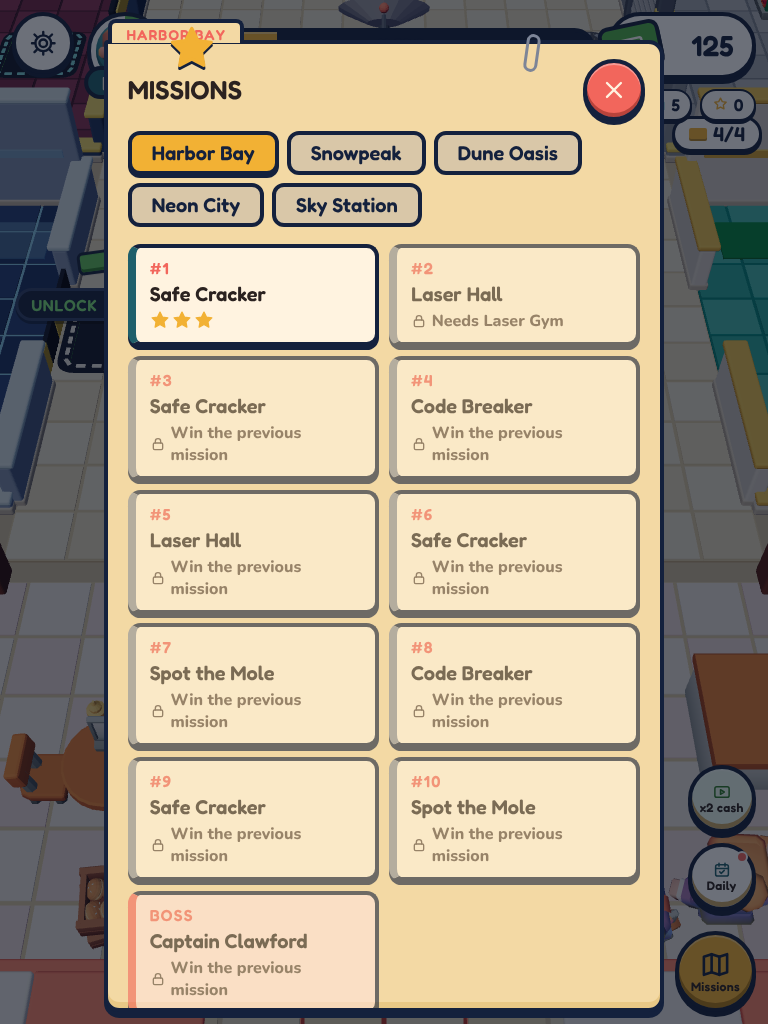 HARBOR BAY
125
MISSIONS
5
0
4/4
Harbor Bay
Snowpeak
Dune Oasis
Neon City
Sky Station
UNLOCK
#1
Safe Cracker
#2
Laser Hall
Needs Laser Gym
#3
Safe Cracker
Win the previous
mission
#4
Code Breaker
Win the previous
mission
#5
Laser Hall
Win the previous
mission
#6
Safe Cracker
Win the previous
mission
#7
Spot the Mole
Win the previous
mission
#8
Code Breaker
Win the previous
mission
#9
Safe Cracker
Win the previous
mission
#10
Spot the Mole
Win the previous
mission
BOSS
Captain Clawford
Win the previous
mission
x2 cash
Daily
Missions